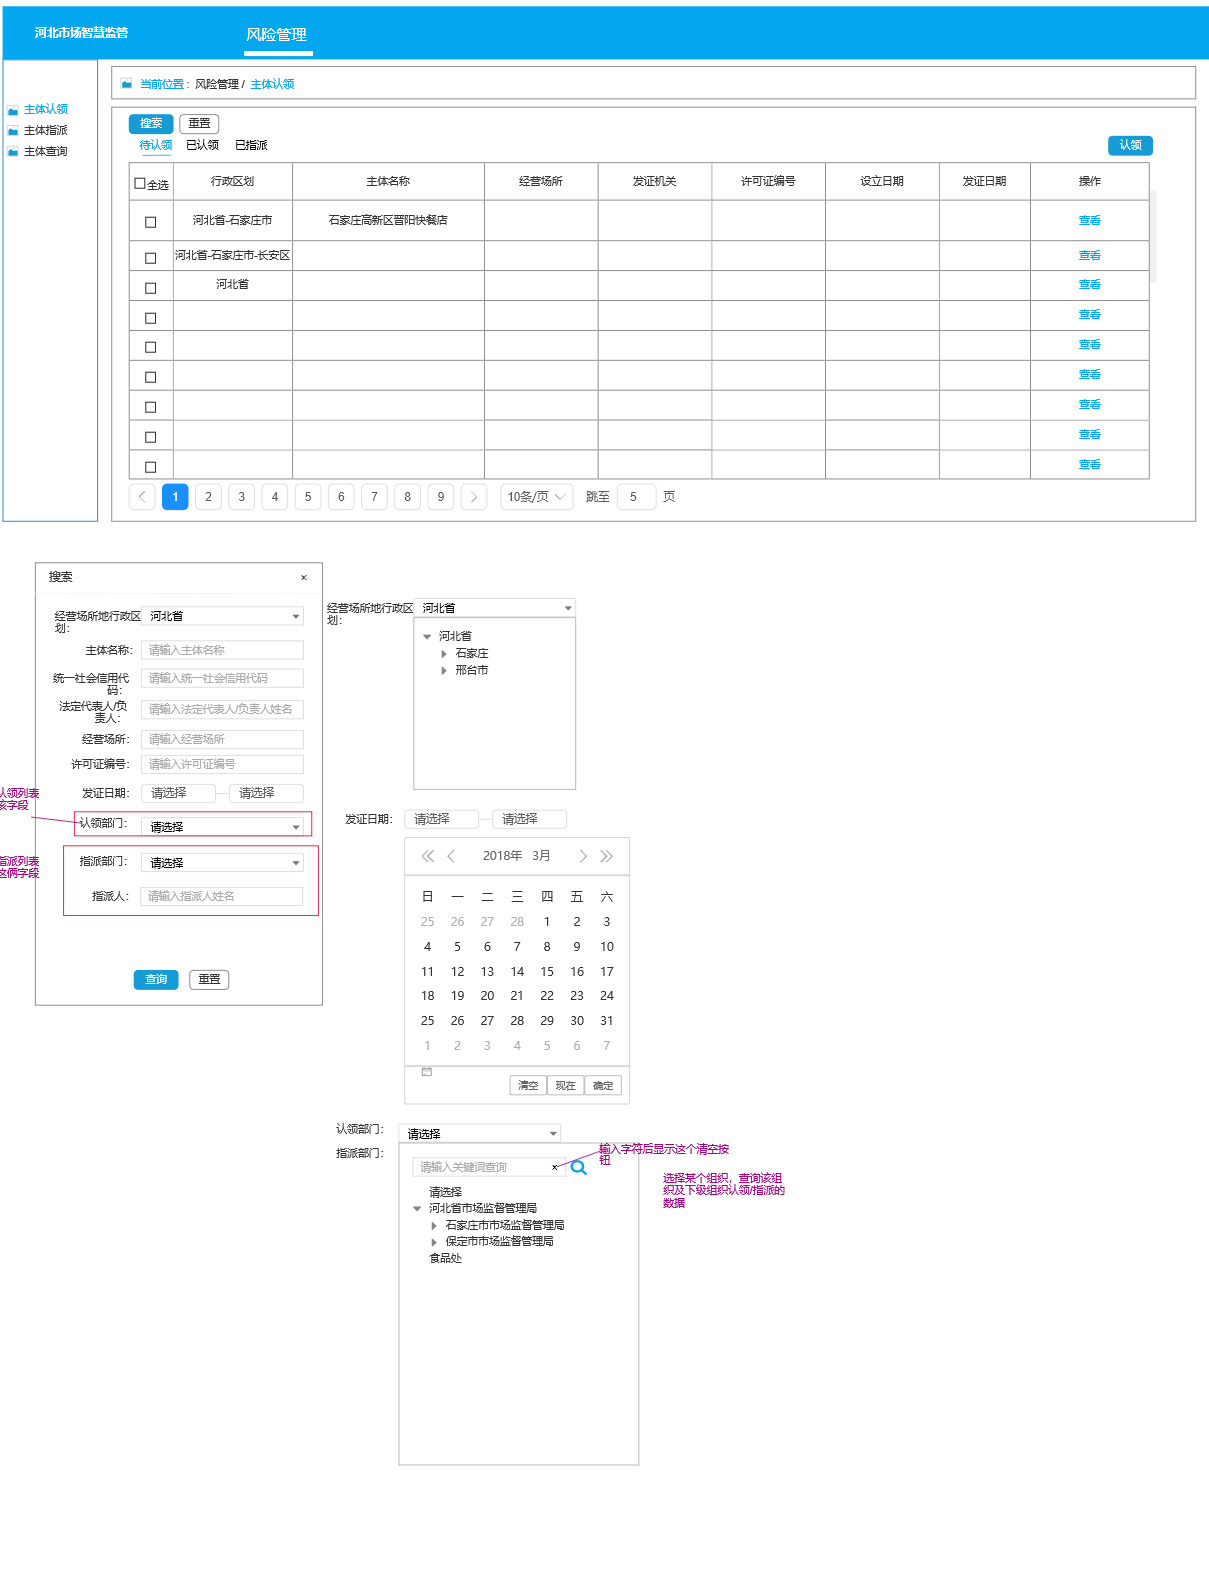 河北市场智慧监管
风险管理
主体认领
主体指派
主体查询
当前位置：风险管理 / 主体认领
搜索 重置
待认领 已认领 已指派
认领
全选 行政区划 主体名称 经营场所 发证机关 许可证编号 设立日期 发证日期 操作
河北省-石家庄市 石家庄高新区晋阳快餐店 查看
河北省-石家庄市-长安区 查看
河北省 查看
查看
查看
查看
查看
查看
查看
1 2 3 4 5 6 7 8 9 10条/页 跳至 5 页
搜索 ×
经营场所地行政区
划： 河北省
主体名称： 请输入主体名称
统一社会信用代
码： 请输入统一社会信用代码
法定代表人/负
责人： 请输入法定代表人/负责人姓名
经营场所： 请输入经营场所
许可证编号： 请输入许可证编号
发证日期： 请选择 请选择
认领列表
该字段
认领部门： 请选择
指派列表
这俩字段
指派部门： 请选择
指派人： 请输入指派人姓名
查询 重置
经营场所地行政区
划： 河北省
河北省
石家庄
邢台市
发证日期： 请选择 请选择
2018年 3月
日 一 二 三 四 五 六
25 26 27 28 1 2 3
4 5 6 7 8 9 10
11 12 13 14 15 16 17
18 19 20 21 22 23 24
25 26 27 28 29 30 31
1 2 3 4 5 6 7
清空 现在 确定
认领部门： 请选择
指派部门：
请输入关键词查询 x
请选择
河北省市场监督管理局
石家庄市市场监督管理局
保定市市场监督管理局
食品处
输入字符后显示这个清空按
钮
选择某个组织，查询该组
织及下级组织认领/指派的
数据